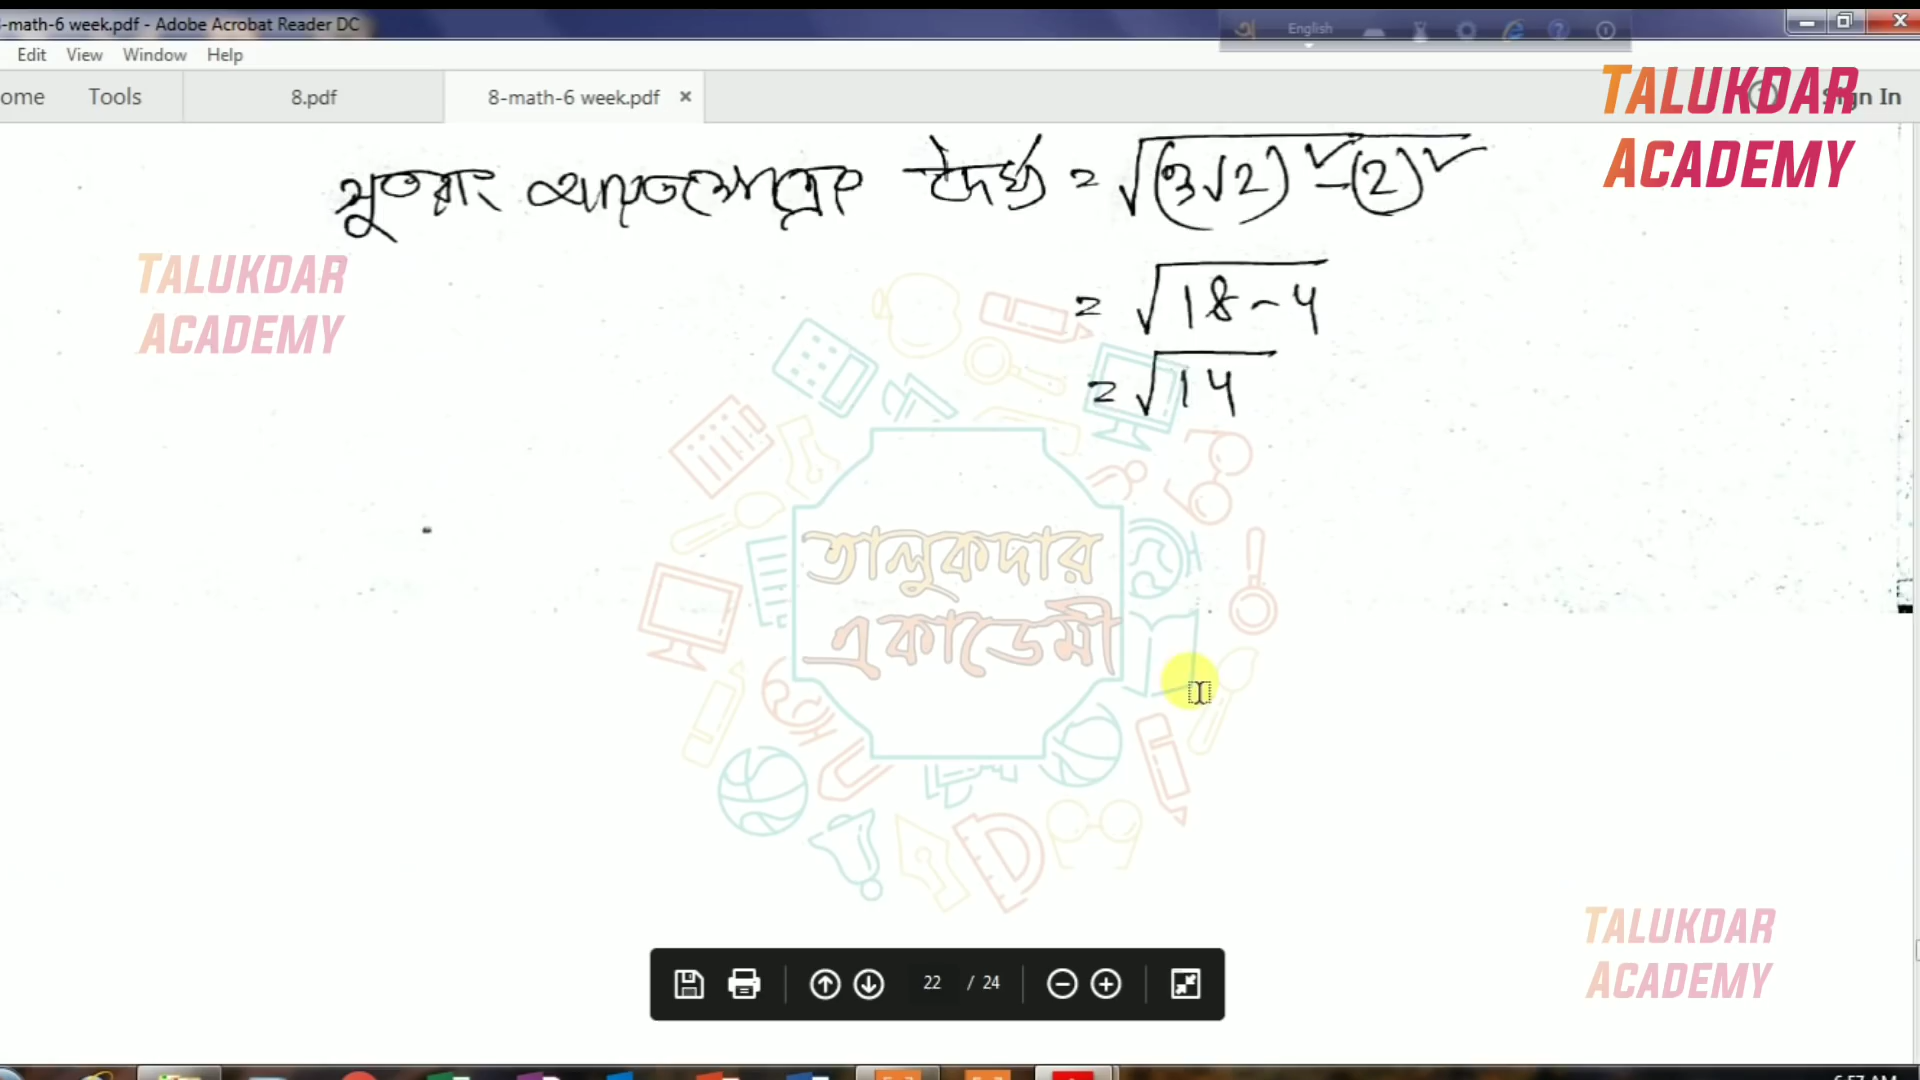 8-math-6 week.pdf - Adobe Acrobat Reader DC
English
Edit View Window Help
ome Tools 8.pdf 8-math-6 week.pdf × Sign In
TALUKDAR
ACADEMY
সুতরাং আয়তক্ষেত্রের দৈর্ঘ্য = √(3√2)² - (2)²
= √18 - 4
= √14
TALUKDAR
ACADEMY
তালুকদার
একাডেমী
TALUKDAR
ACADEMY
22 / 24